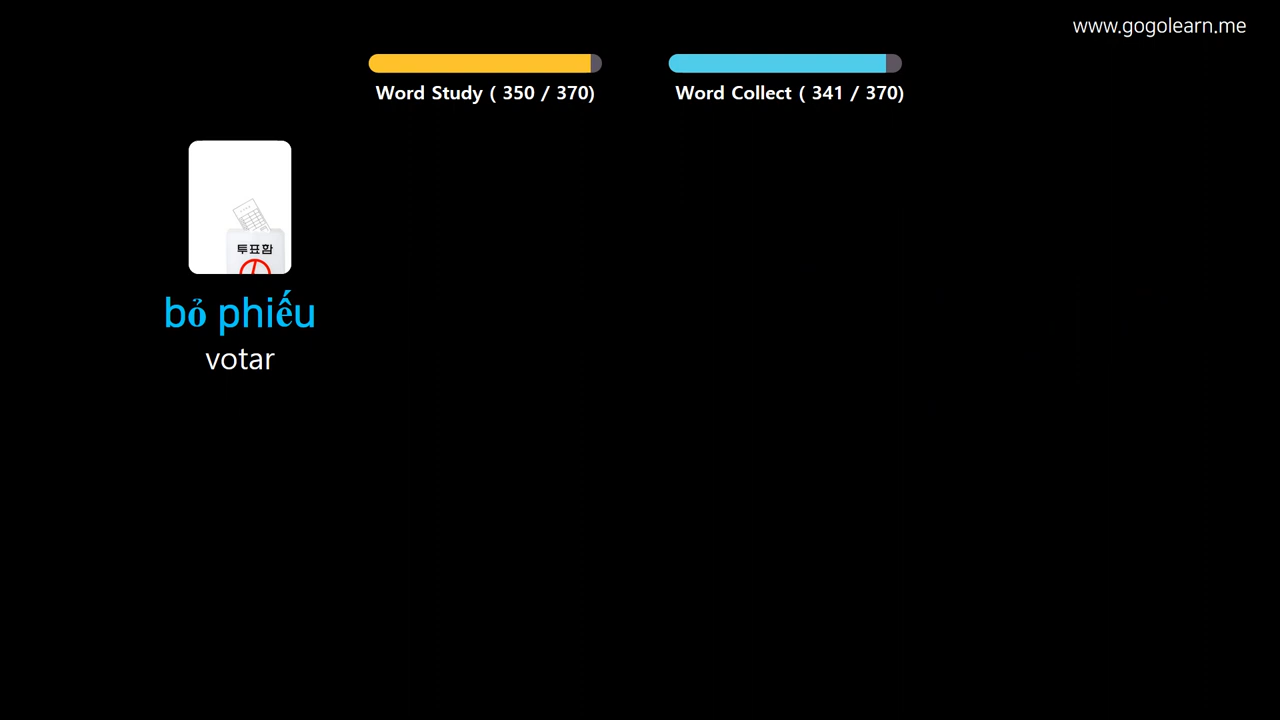 www.gogolearn.me
Word Study ( 350 / 370)
Word Collect ( 341 / 370)
투표함
bỏ phiếu
votar